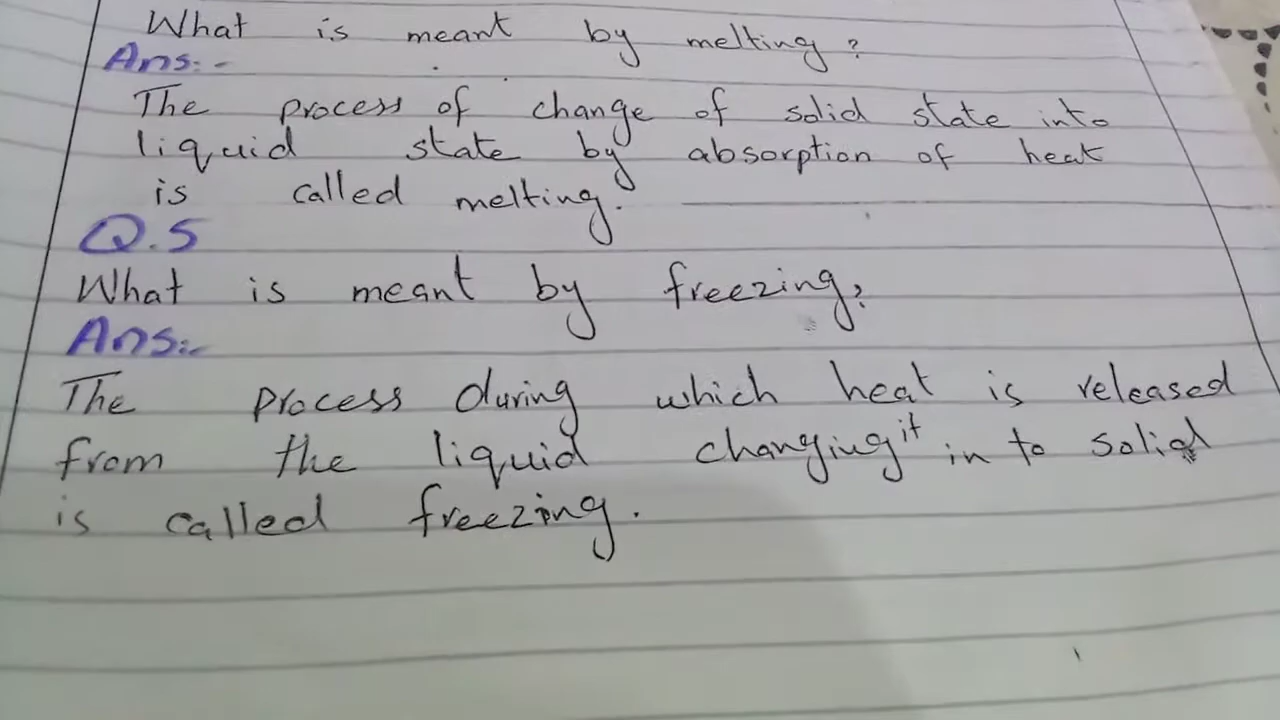 What is meant by melting?
Ans:-
The process of change of solid state into
liquid state by absorption of heat
is called melting.
Q.5
What is meant by freezing?
Ans:-
The process during which heat is released
from the liquid changing it in to solid
is called freezing.